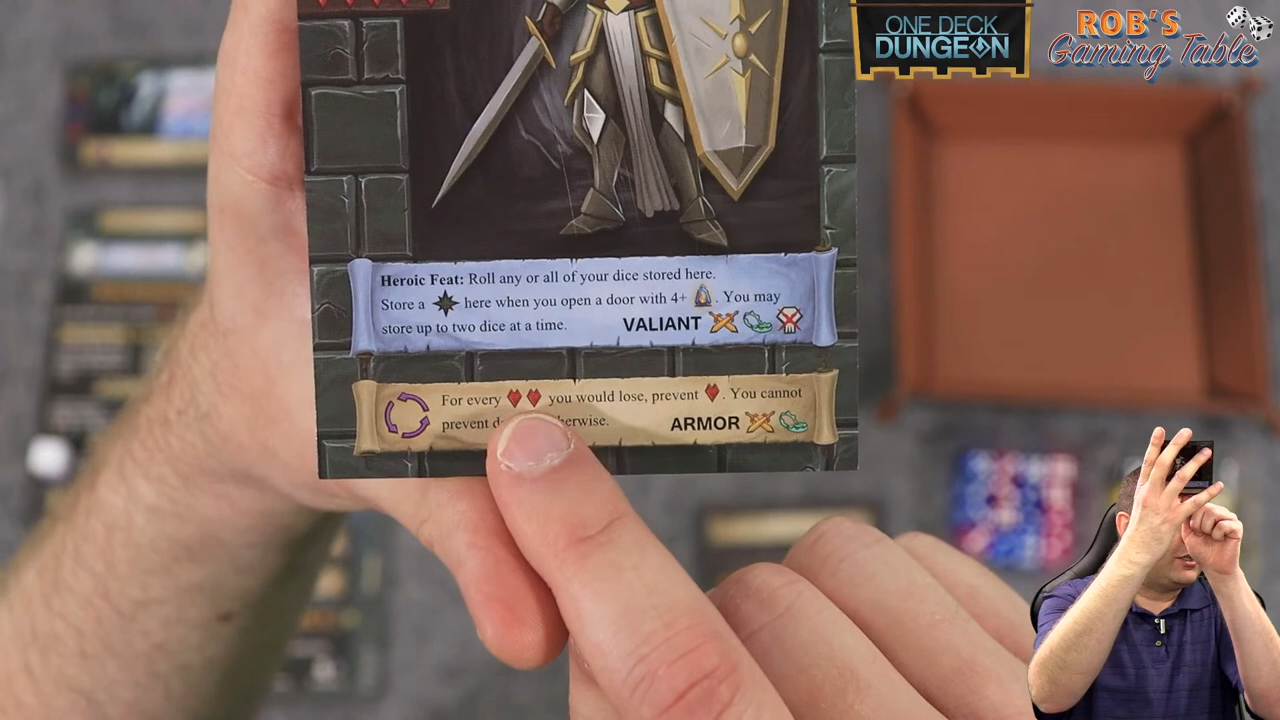 ONE DECK
DUNGEON
ROB'S
Gaming Table
Heroic Feat: Roll any or all of your dice stored here.
Store a here when you open a door with 4+ . You may
store up to two dice at a time. VALIANT
For every you would lose, prevent . You cannot
prevent erwise. ARMOR